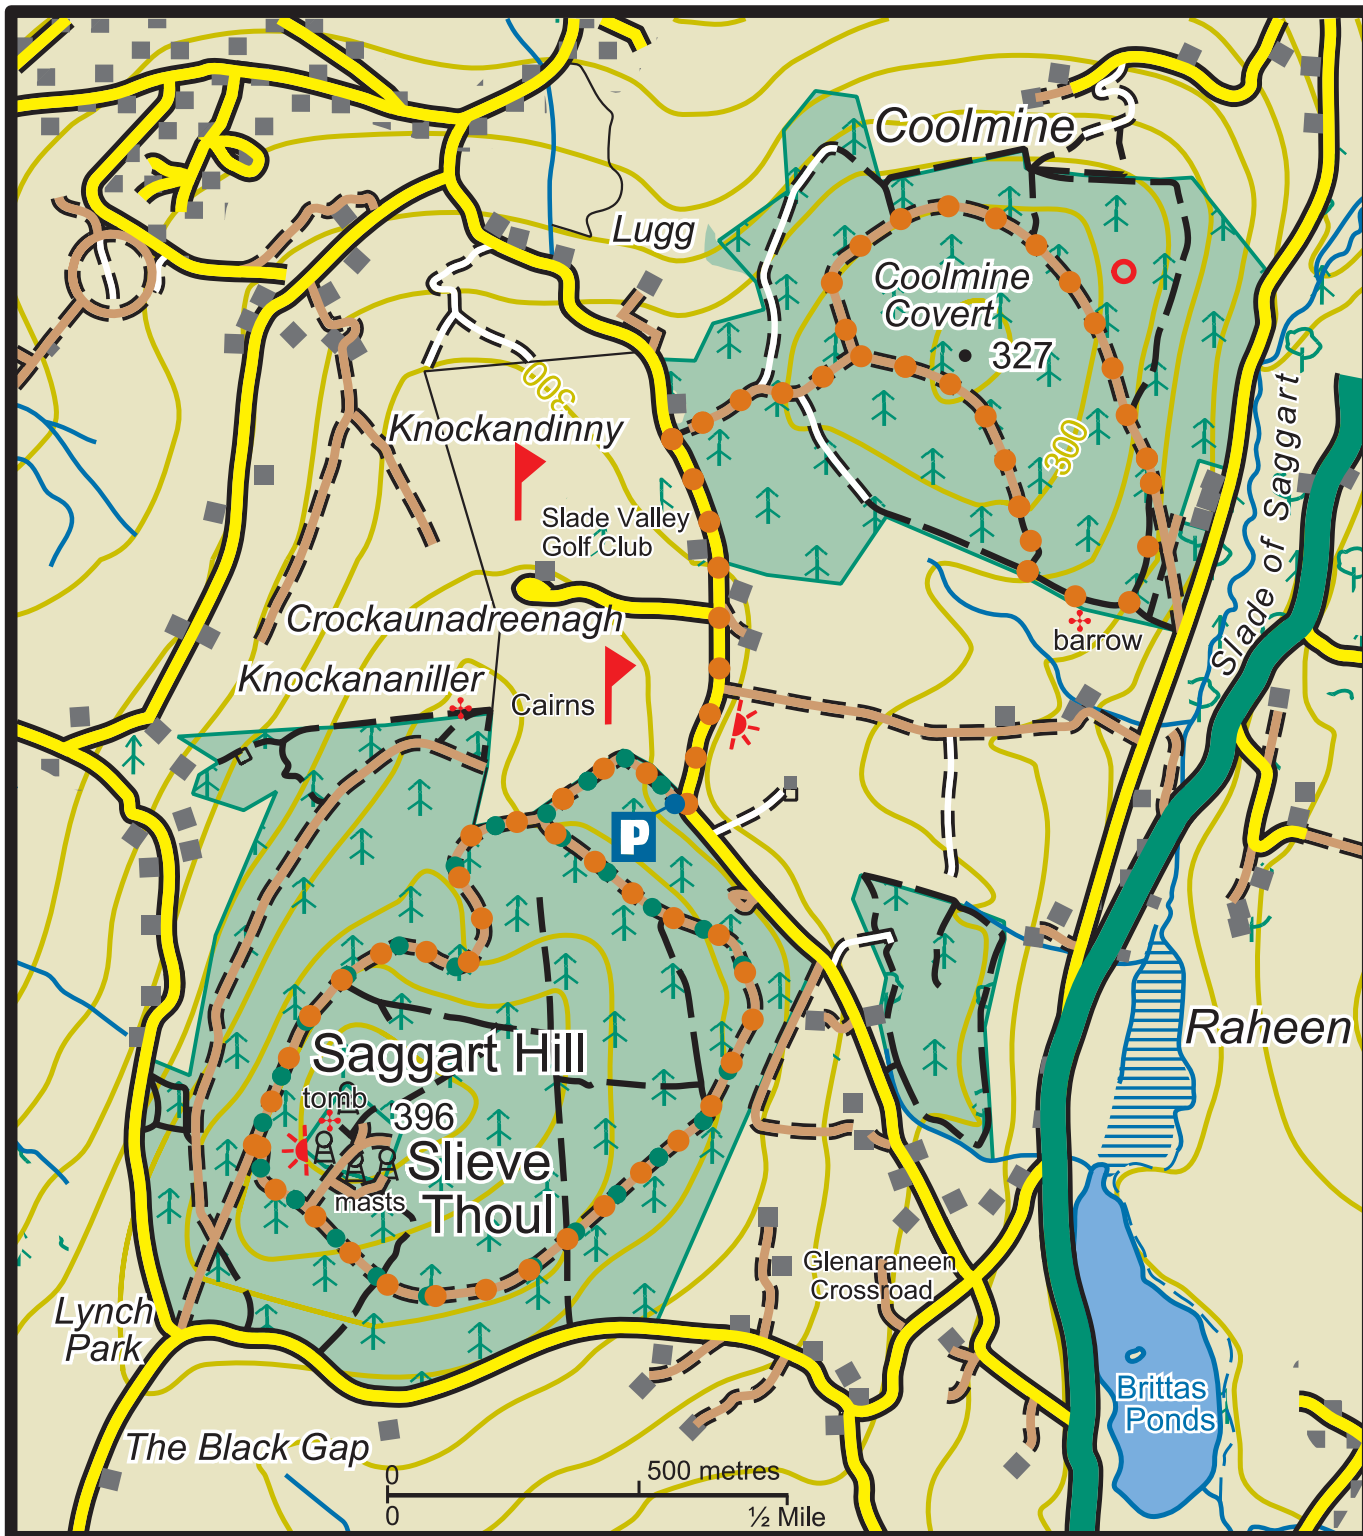 Coolmine
Lugg
Coolmine
Covert
327
300
Knockandinny
300
Slade of Saggart
Slade Valley
Golf Club
Crockaunadreenagh
barrow
Knockananiller
Cairns
P
Raheen
Saggart Hill
tomb
396
Slieve
Thoul
masts
Glenaraneen
Crossroad
Lynch
Park
Brittas
Ponds
The Black Gap
0
500 metres
0
½ Mile